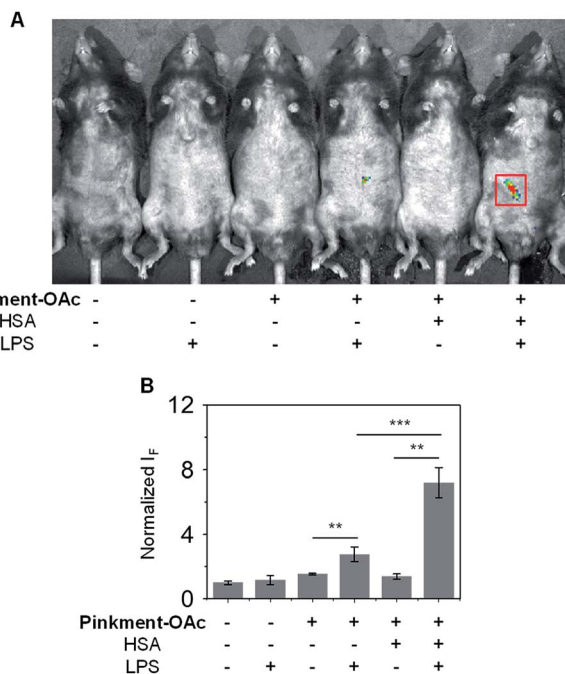 A
ment-OAc - - + + + +
HSA - - - - + +
LPS - + - + - +
B
12
***
**
8
Normalized IF
**
4
0
Pinkment-OAc - - + + + +
HSA - - - - + +
LPS - + - + - +